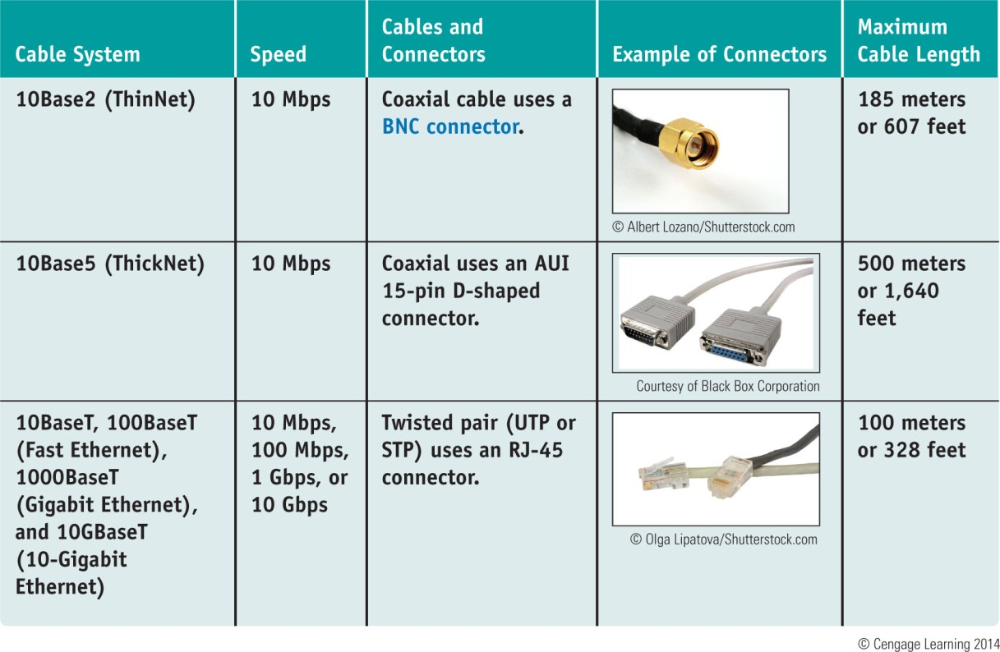 Cable System
Speed
Cables and
Connectors
Example of Connectors
Maximum
Cable Length
10Base2 (ThinNet)
10 Mbps
Coaxial cable uses a
BNC connector.
© Albert Lozano/Shutterstock.com
185 meters
or 607 feet
10Base5 (ThickNet)
10 Mbps
Coaxial uses an AUI
15-pin D-shaped
connector.
Courtesy of Black Box Corporation
500 meters
or 1,640
feet
10BaseT, 100BaseT
(Fast Ethernet),
1000BaseT
(Gigabit Ethernet),
and 10GBaseT
(10-Gigabit
Ethernet)
10 Mbps,
100 Mbps,
1 Gbps, or
10 Gbps
Twisted pair (UTP or
STP) uses an RJ-45
connector.
© Olga Lipatova/Shutterstock.com
100 meters
or 328 feet
© Cengage Learning 2014